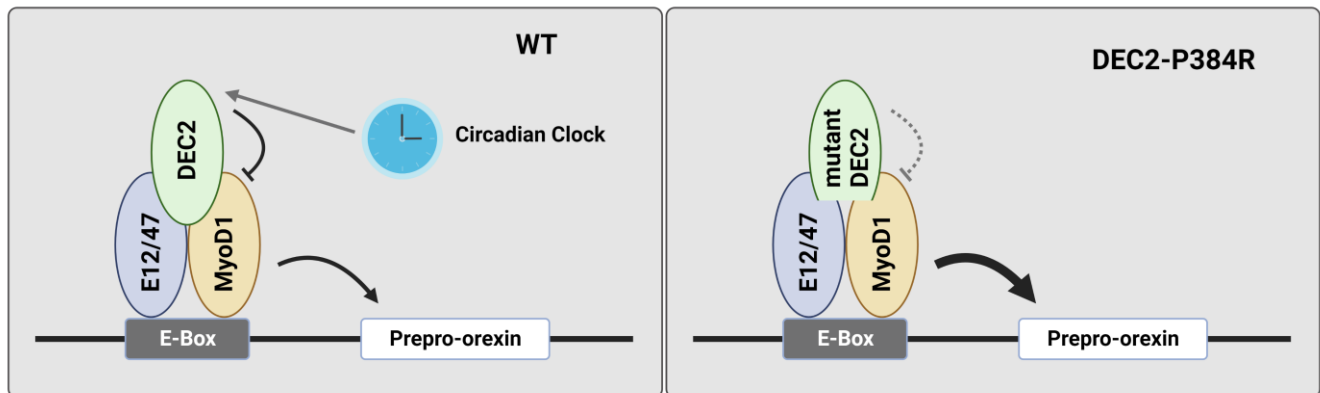 WT
DEC2
Circadian Clock
E12/47
MyoD1
E-Box
Prepro-orexin
DEC2-P384R
mutant
DEC2
E12/47
MyoD1
E-Box
Prepro-orexin